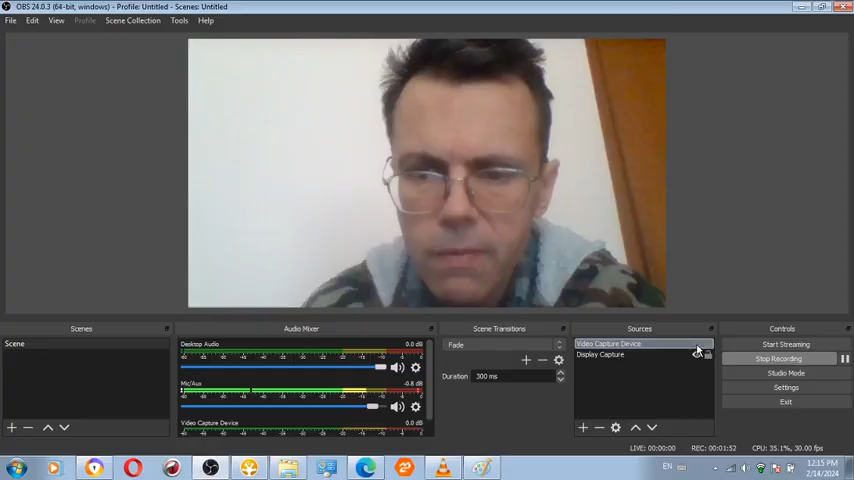 OBS 24.0.3 (64-bit, windows) - Profile: Untitled - Scenes: Untitled
File Edit View Profile Scene Collection Tools Help
Scenes
Audio Mixer
Scene Transitions
Sources
Controls
Scene
Desktop Audio 0.0 dB
Mic/Aux -0.8 dB
Video Capture Device 0.0 dB
Fade
Duration 300 ms
Video Capture Device
Display Capture
Start Streaming
Stop Recording
Studio Mode
Settings
Exit
LIVE: 00:00:00 REC: 00:01:52 CPU: 35.1%, 30.00 fps
EN
12:15 PM
2/14/2024